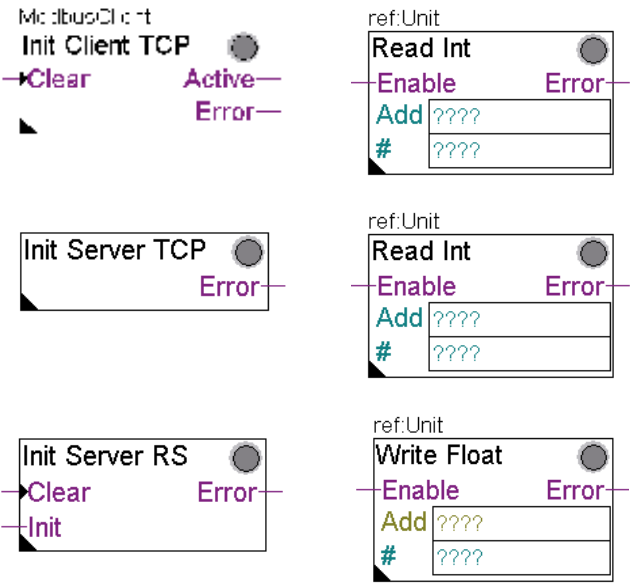 Init Client TCP
Clear Active
Error
ref:Unit
Read Int
Enable Error
Add ????
# ????
Init Server TCP
Error
ref:Unit
Read Int
Enable Error
Add ????
# ????
Init Server RS
Clear Error
Init
ref:Unit
Write Float
Enable Error
Add ????
# ????